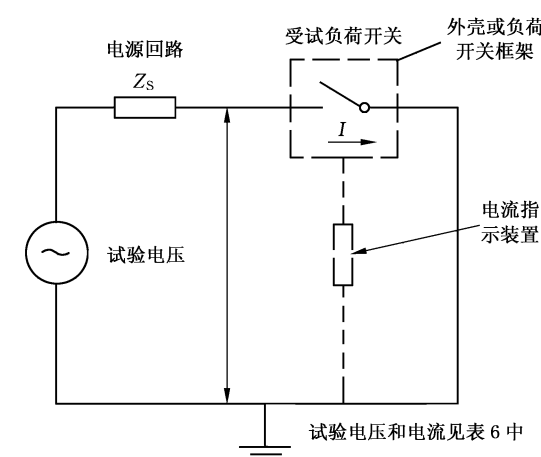 外壳或负荷
开关框架
受试负荷开关
电源回路
Z_S
I
电流指
示装置
试验电压
试验电压和电流见表 6 中